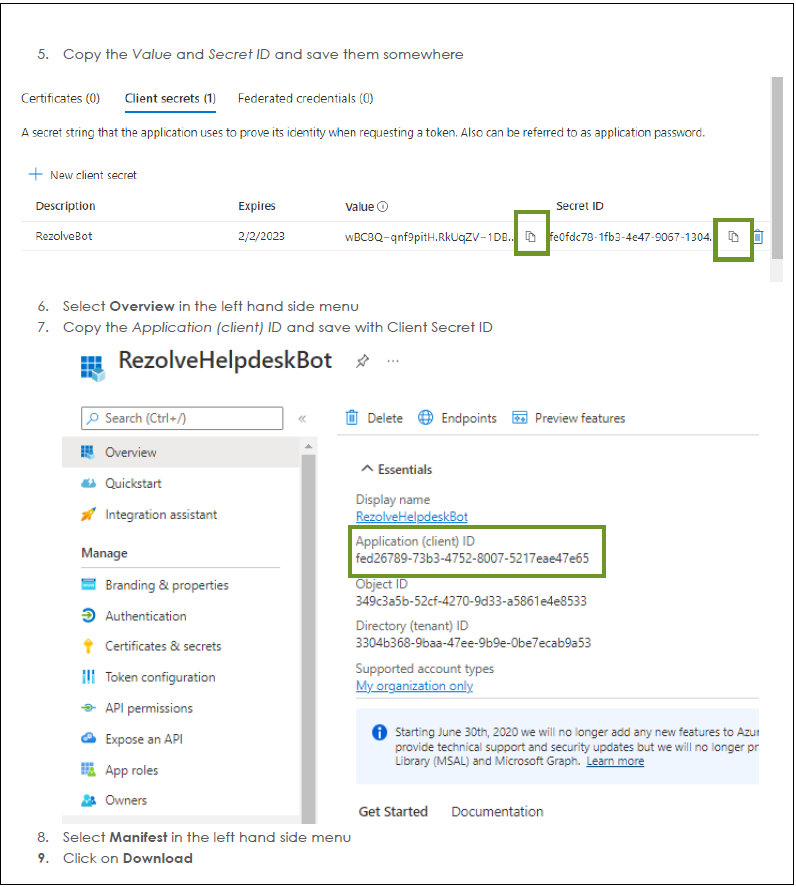 5. Copy the Value and Secret ID and save them somewhere
Certificates (0) Client secrets (1) Federated credentials (0)
A secret string that the application uses to prove its identity when requesting a token. Also can be referred to as application password.
New client secret
Description Expires Value Secret ID
RezolveBot 2/2/2023 wBC8Q~qnf9pitH.RkUqZV~1DB... fe0fdc78-1fb3-4e47-9067-1304...
6. Select Overview in the left hand side menu
7. Copy the Application (client) ID and save with Client Secret ID
RezolveHelpdeskBot ...
Search (Ctrl+/) « Delete Endpoints Preview features
Overview
Essentials
Quickstart
Display name
Integration assistant
RezolveHelpdeskBot
Application (client) ID
Manage
fed26789-73b3-4752-8007-5217eae47e65
Branding & properties
Object ID
349c3a5b-52cf-4270-9d33-a5861e4e8533
Authentication
Directory (tenant) ID
Certificates & secrets
3304b368-9baa-47ee-9b9e-0be7ecab9a53
Token configuration
Supported account types
My organization only
API permissions
Starting June 30th, 2020 we will no longer add any new features to Azur
Expose an API
provide technical support and security updates but we will no longer pr
Library (MSAL) and Microsoft Graph. Learn more
App roles
Owners
Get Started Documentation
8. Select Manifest in the left hand side menu
9. Click on Download